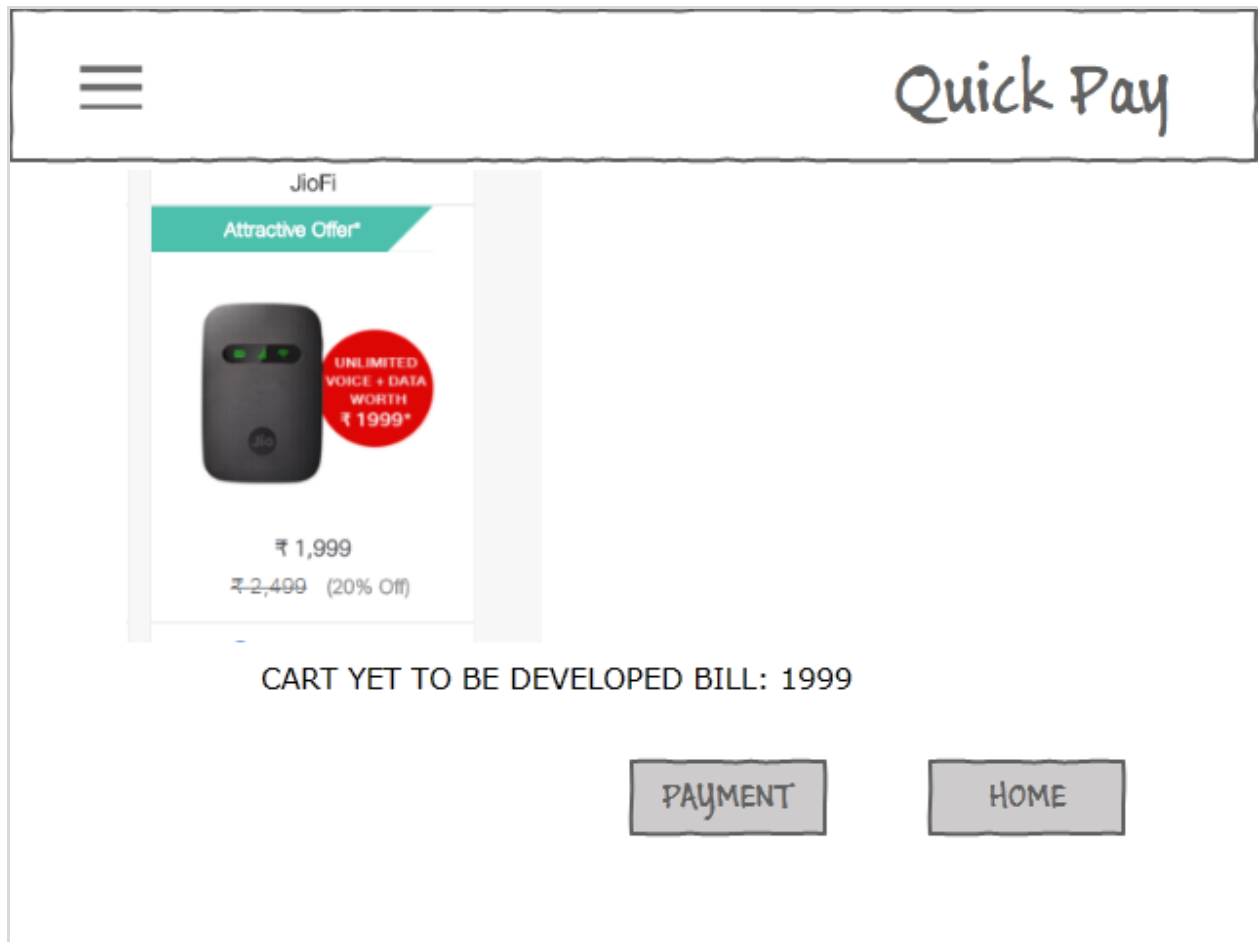 Quick Pay
JioFi
Attractive Offer*
UNLIMITED
VOICE + DATA
WORTH
₹ 1999*
Jio
₹ 1,999
₹ 2,499 (20% Off)
CART YET TO BE DEVELOPED BILL: 1999
PAYMENT HOME